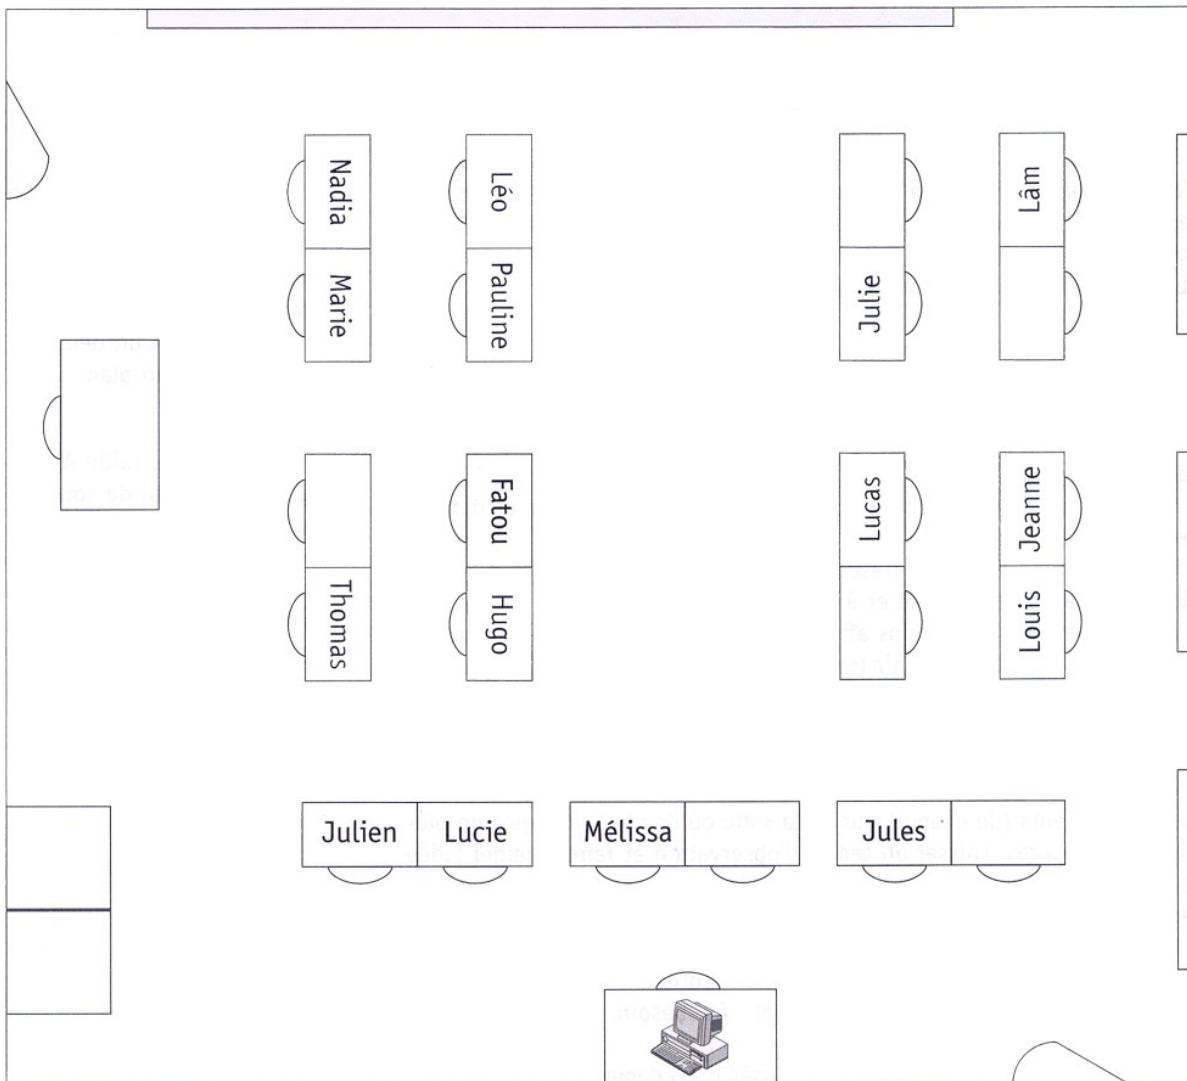 Nadia
Marie
Léo
Pauline
Julie
Lâm
Thomas
Fatou
Hugo
Lucas
Jeanne
Louis
Julien
Lucie
Mélissa
Jules